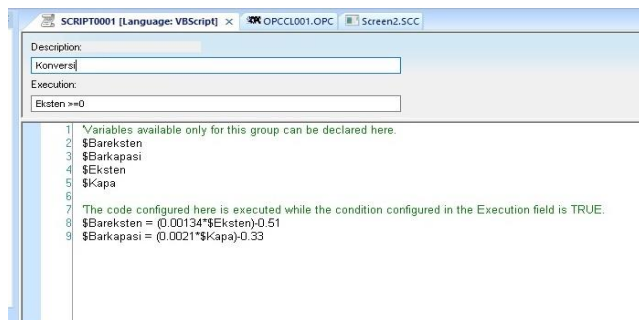 SCRIPT0001 [Language: VBScript] × OPCCL001.OPC Screen2.SCC
Description:
Konversi
Execution:
Eksten >=0
1 'Variables available only for this group can be declared here.
2 $Bareksten
3 $Barkapasi
4 $Eksten
5 $Kapa
6
7 'The code configured here is executed while the condition configured in the Execution field is TRUE.
8 $Bareksten = (0.00134*$Eksten)-0.51
9 $Barkapasi = (0.0021*$Kapa)-0.33